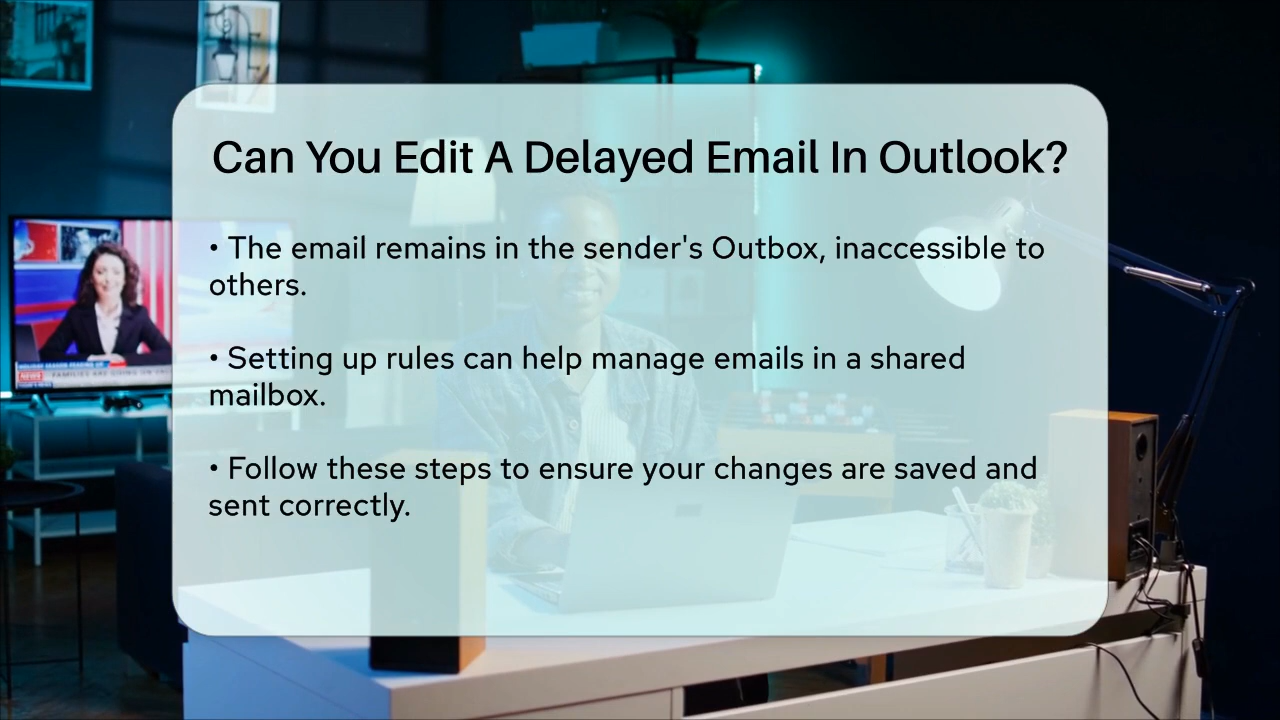 Can You Edit A Delayed Email In Outlook?
• The email remains in the sender's Outbox, inaccessible to
others.
• Setting up rules can help manage emails in a shared
mailbox.
• Follow these steps to ensure your changes are saved and
sent correctly.
NEWS